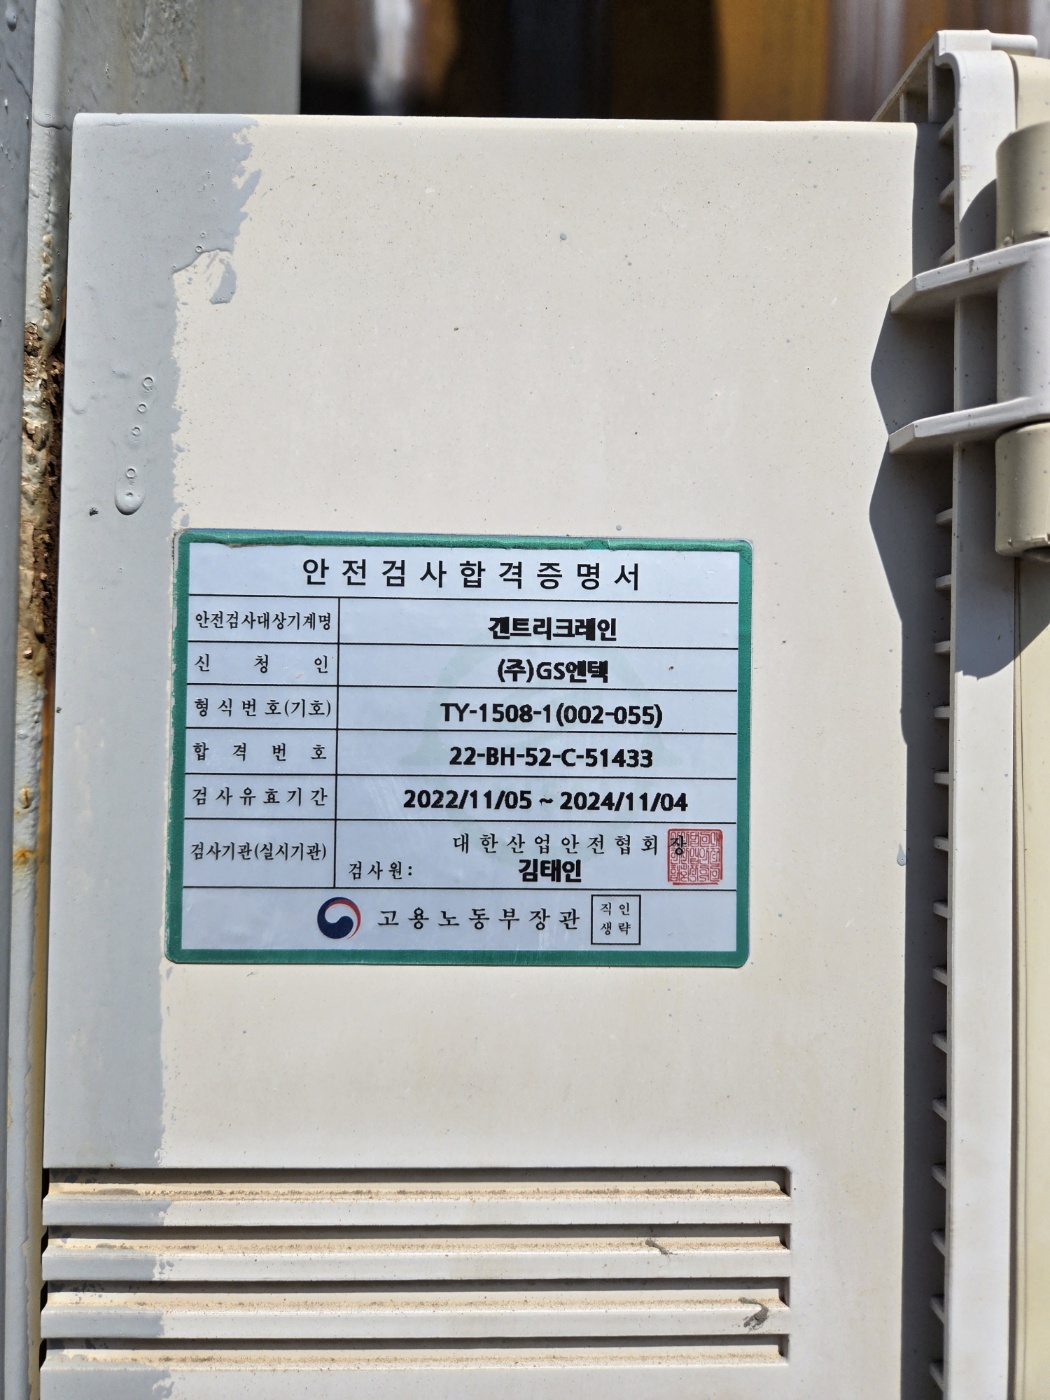 안전검사합격증명서
안전검사대상기계명 겐트리크레인
신청인 (주)GS엔텍
형식번호(기호) TY-1508-1(002-055)
합격번호 22-BH-52-C-51433
검사유효기간 2022/11/05 ~ 2024/11/04
검사기관(실시기관) 대한산업안전협회장
검사원: 김태인
고용노동부장관 직인
생략